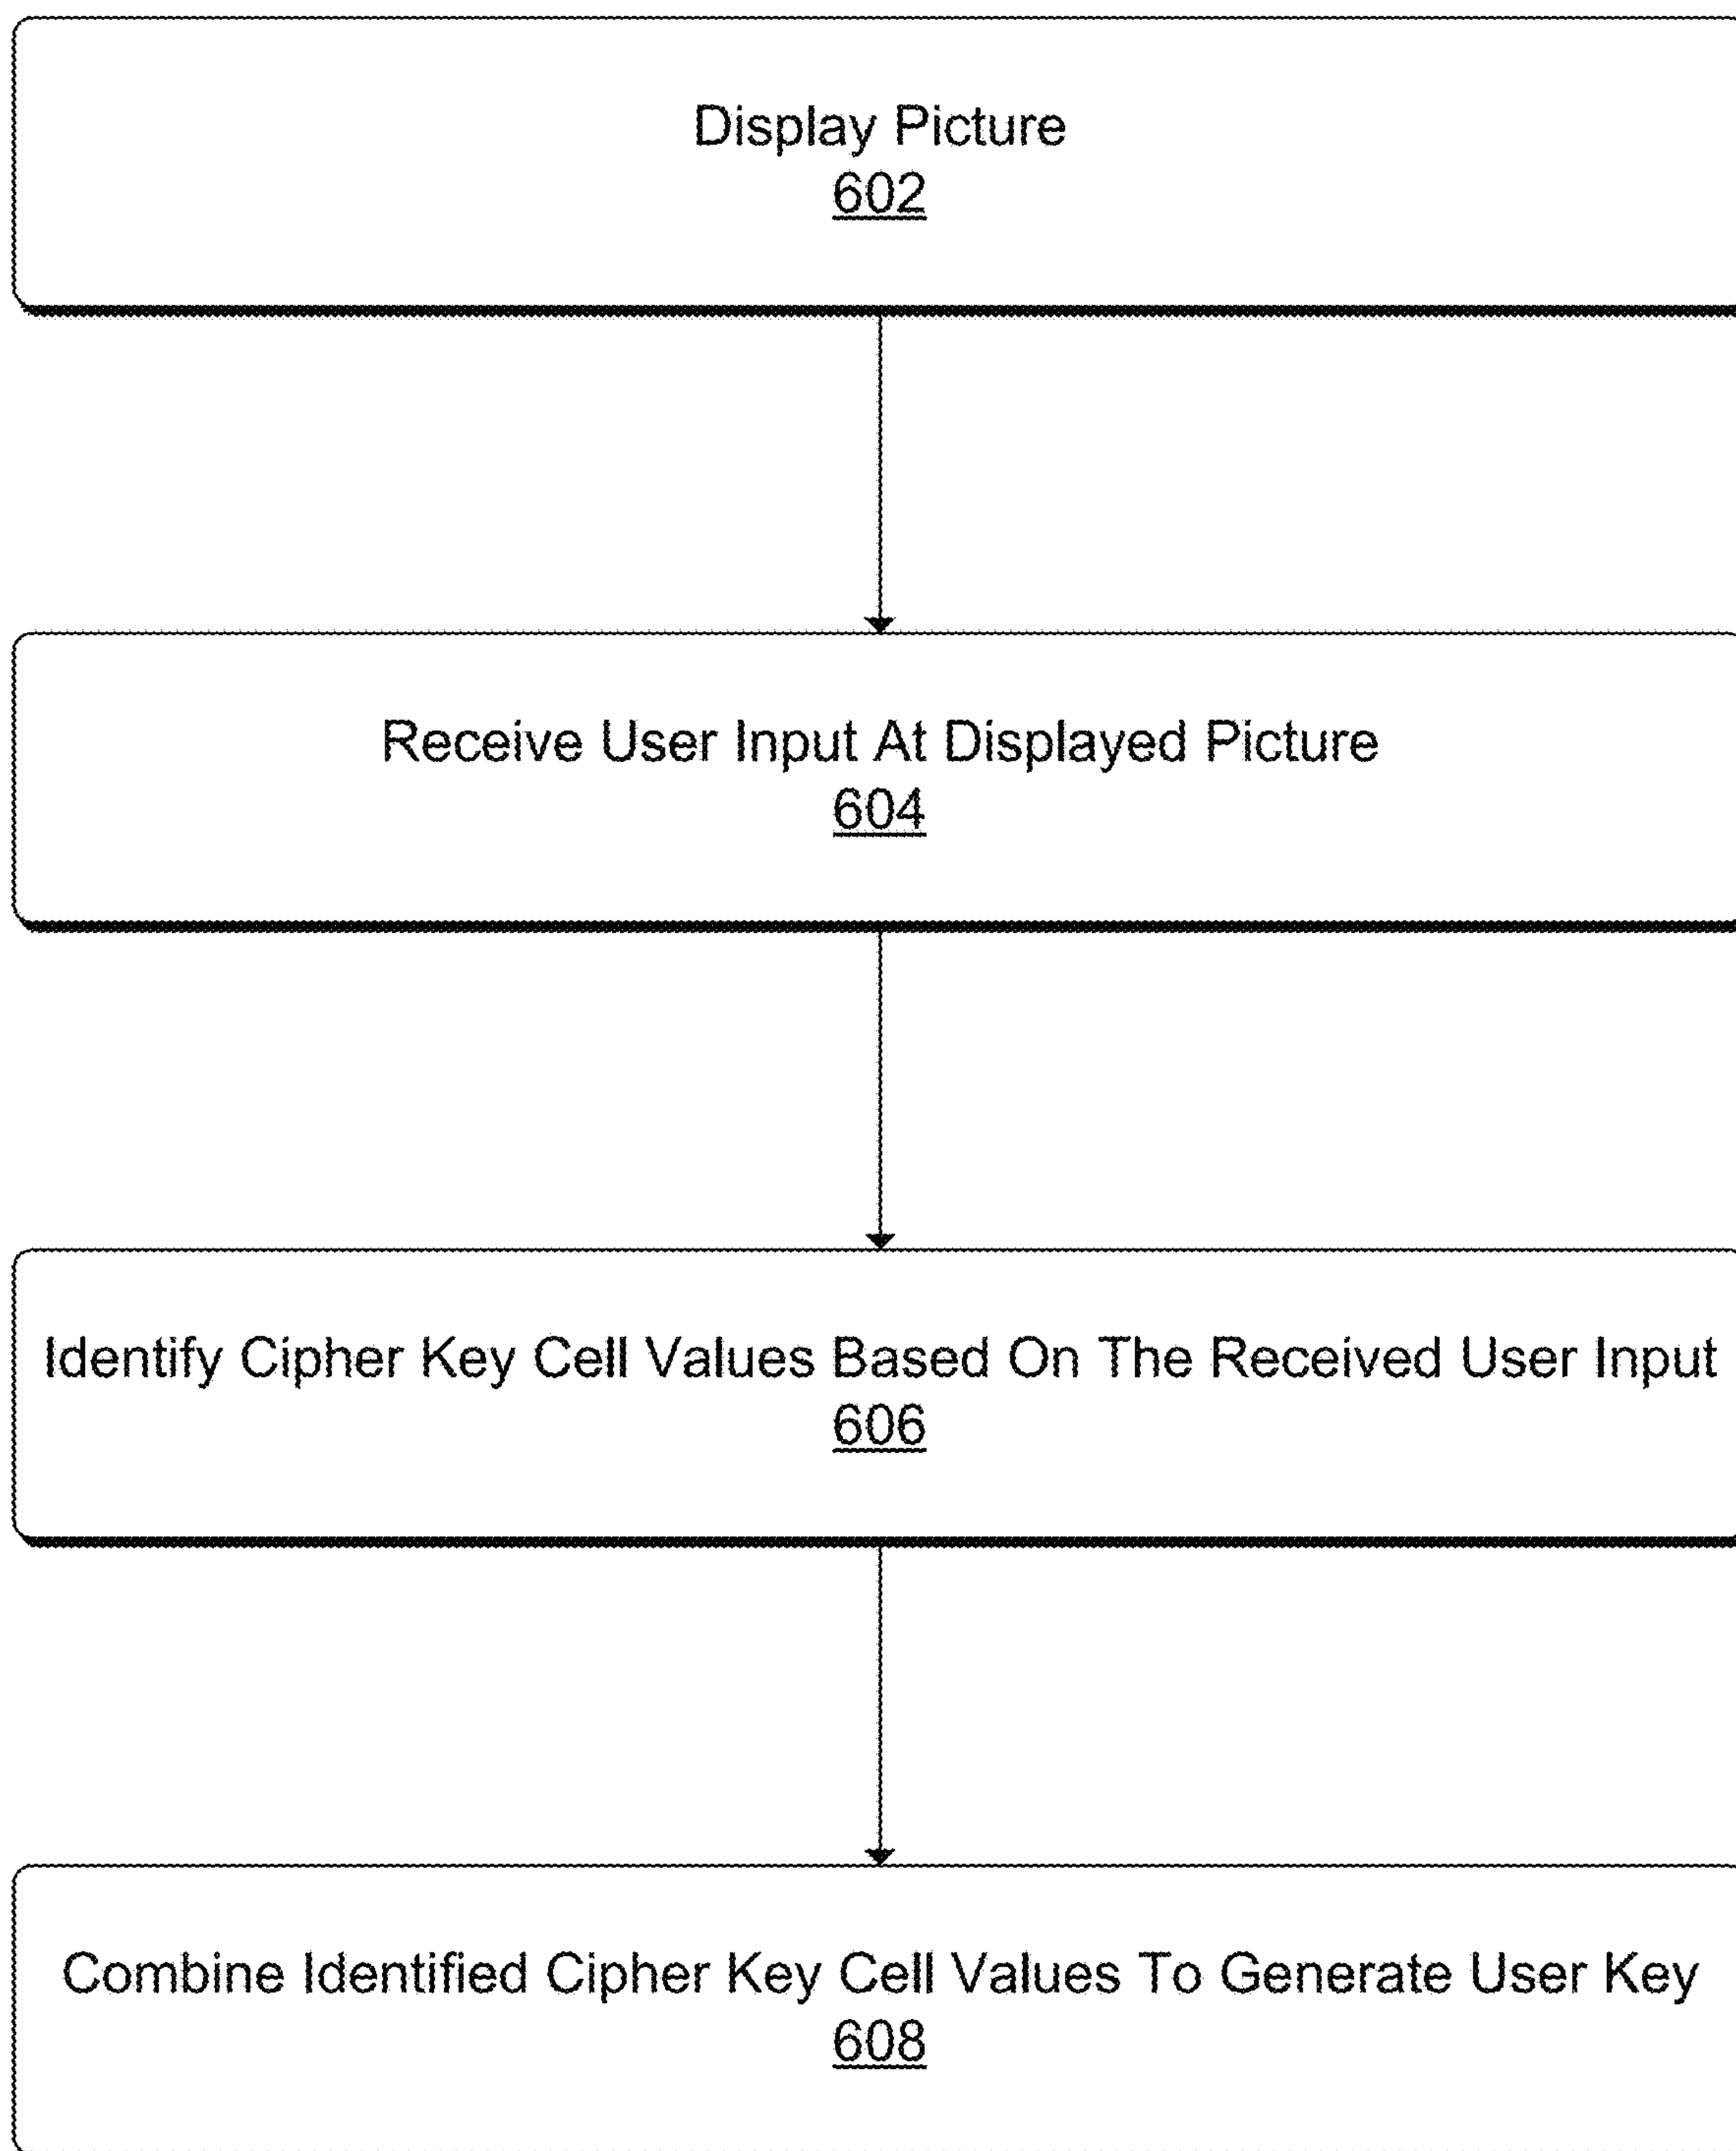 Display Picture
602
Receive User Input At Displayed Picture
604
Identify Cipher Key Cell Values Based On The Received User Input
606
Combine Identified Cipher Key Cell Values To Generate User Key
608